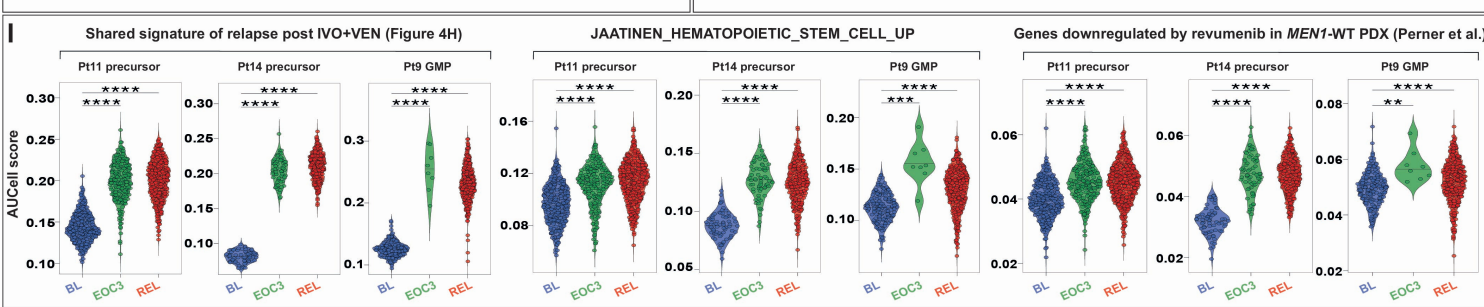 I
Shared signature of relapse post IVO+VEN (Figure 4H)
Pt11 precursor
Pt14 precursor
Pt9 GMP
AUCell score
0.30
0.25
0.20
0.15
0.10
****
****
BL
EOC3
REL
0.30
0.25
0.20
0.15
0.10
****
****
BL
EOC3
REL
0.3
0.2
0.1
****
****
BL
EOC3
REL
JAATINEN_HEMATOPOIETIC_STEM_CELL_UP
Pt11 precursor
Pt14 precursor
Pt9 GMP
0.16
0.12
0.08
****
****
BL
EOC3
REL
0.20
0.15
0.10
0.05
****
****
BL
EOC3
REL
0.20
0.15
0.10
****
***
BL
EOC3
REL
Genes downregulated by revumenib in MEN1-WT PDX (Perner et al.)
Pt11 precursor
Pt14 precursor
Pt9 GMP
0.06
0.04
0.02
****
****
BL
EOC3
REL
0.06
0.04
0.02
****
****
BL
EOC3
REL
0.08
0.06
0.04
0.02
****
**
BL
EOC3
REL